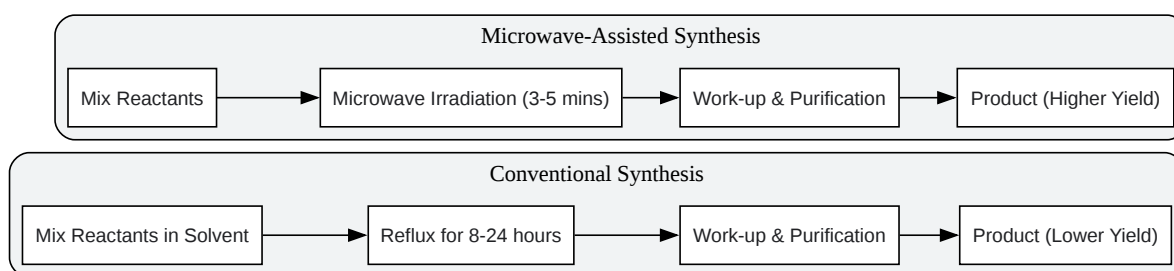 Microwave-Assisted Synthesis
Mix Reactants
Microwave Irradiation (3-5 mins)
Work-up & Purification
Product (Higher Yield)
Conventional Synthesis
Mix Reactants in Solvent
Reflux for 8-24 hours
Work-up & Purification
Product (Lower Yield)